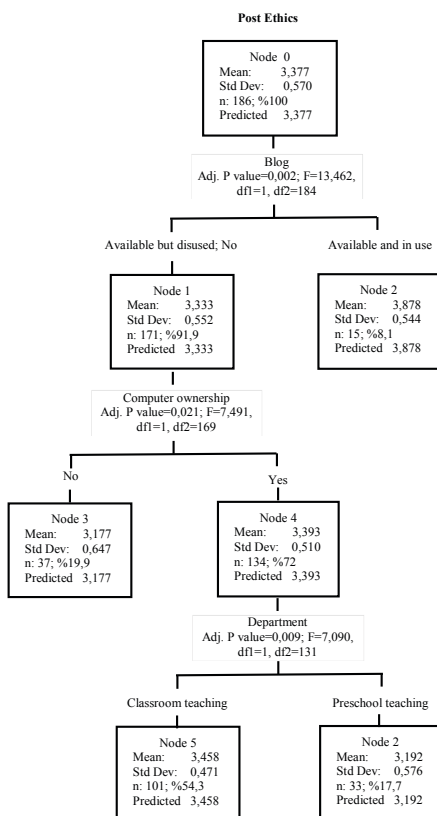 Post Ethics
Node 0
Mean: 3,377
Std Dev: 0,570
n: 186; %100
Predicted 3,377
Blog
Adj. P value=0,002; F=13,462,
df1=1, df2=184
Available but disused; No
Available and in use
Node 1
Mean: 3,333
Std Dev: 0,552
n: 171; %91,9
Predicted 3,333
Node 2
Mean: 3,878
Std Dev: 0,544
n: 15; %8,1
Predicted 3,878
Computer ownership
Adj. P value=0,021; F=7,491,
df1=1, df2=169
No
Yes
Node 3
Mean: 3,177
Std Dev: 0,647
n: 37; %19,9
Predicted 3,177
Node 4
Mean: 3,393
Std Dev: 0,510
n: 134; %72
Predicted 3,393
Department
Adj. P value=0,009; F=7,090,
df1=1, df2=131
Classroom teaching
Preschool teaching
Node 5
Mean: 3,458
Std Dev: 0,471
n: 101; %54,3
Predicted 3,458
Node 2
Mean: 3,192
Std Dev: 0,576
n: 33; %17,7
Predicted 3,192